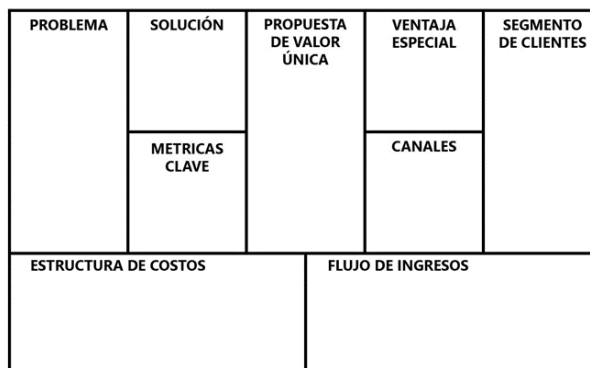 PROBLEMA
SOLUCIÓN
PROPUESTA
DE VALOR
ÚNICA
VENTAJA
ESPECIAL
SEGMENTO
DE CLIENTES
METRICAS
CLAVE
CANALES
ESTRUCTURA DE COSTOS
FLUJO DE INGRESOS